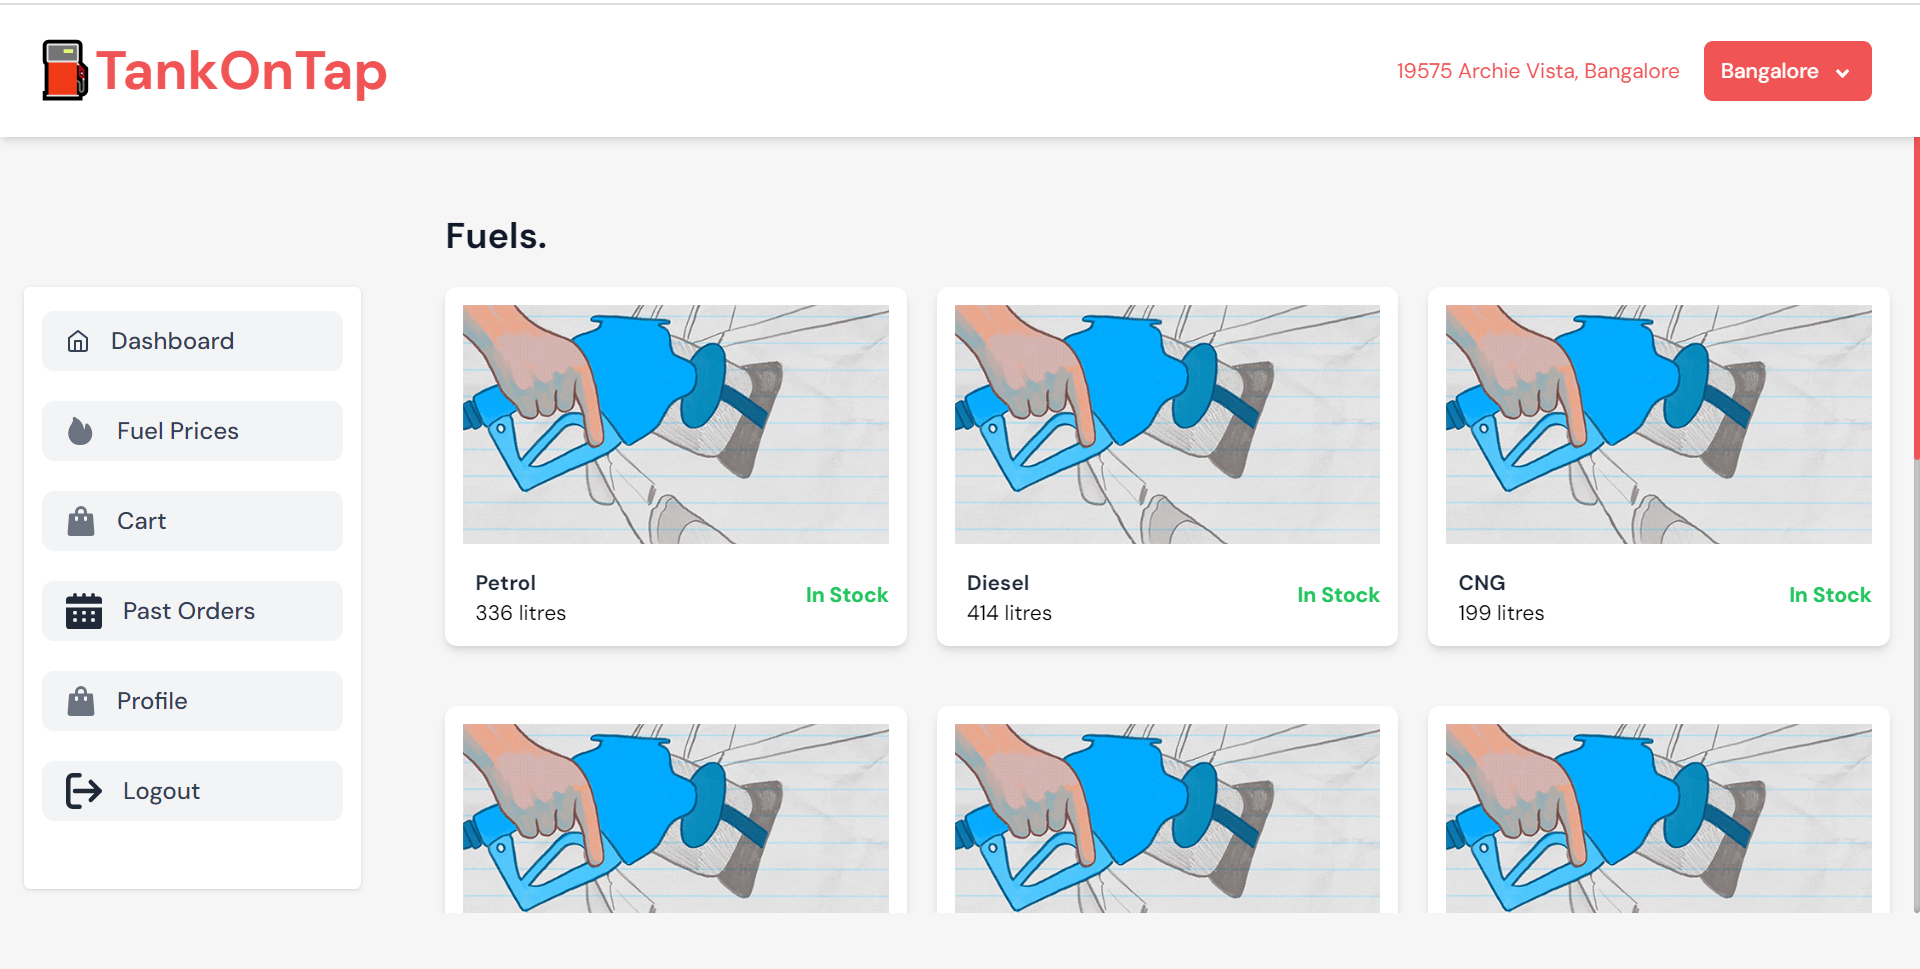 TankOnTap
19575 Archie Vista, Bangalore
Bangalore
Fuels.
Dashboard
Fuel Prices
Cart
Past Orders
Profile
Logout
Petrol
336 litres
In Stock
Diesel
414 litres
In Stock
CNG
199 litres
In Stock